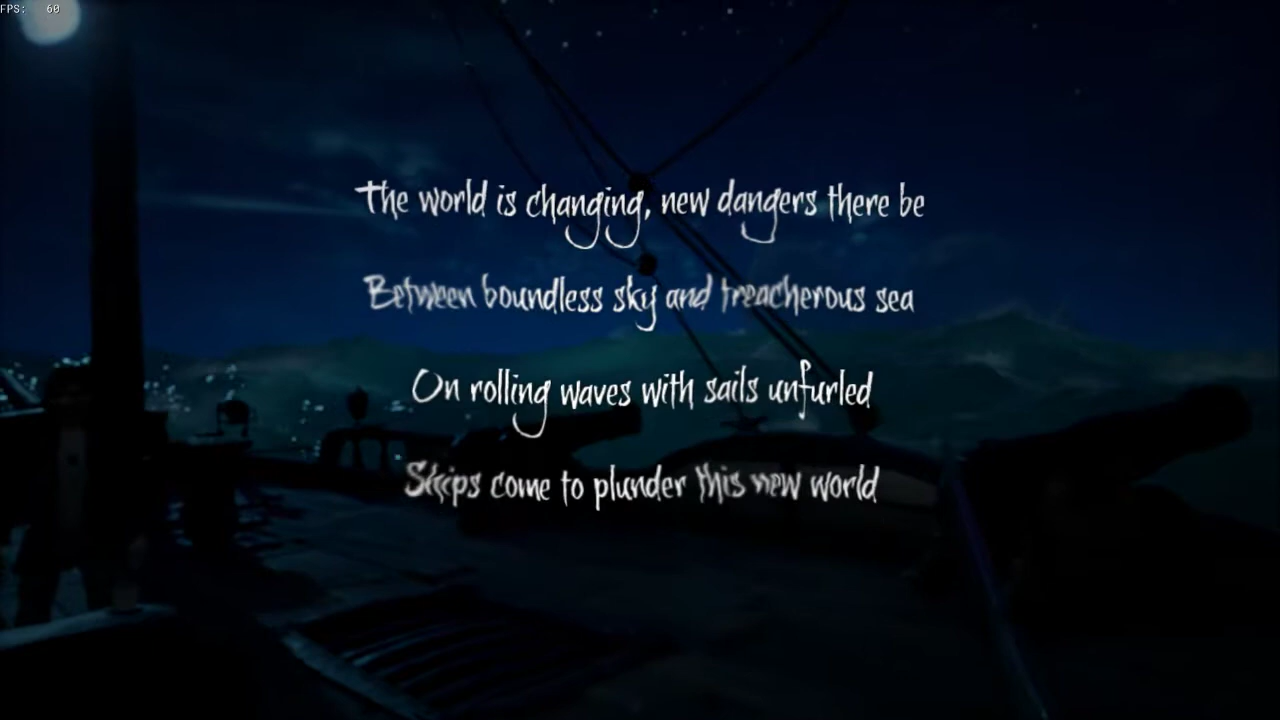 FPS: 60
The world is changing, new dangers there be
Between boundless sky and treacherous sea
On rolling waves with sails unfurled
Ships come to plunder this new world